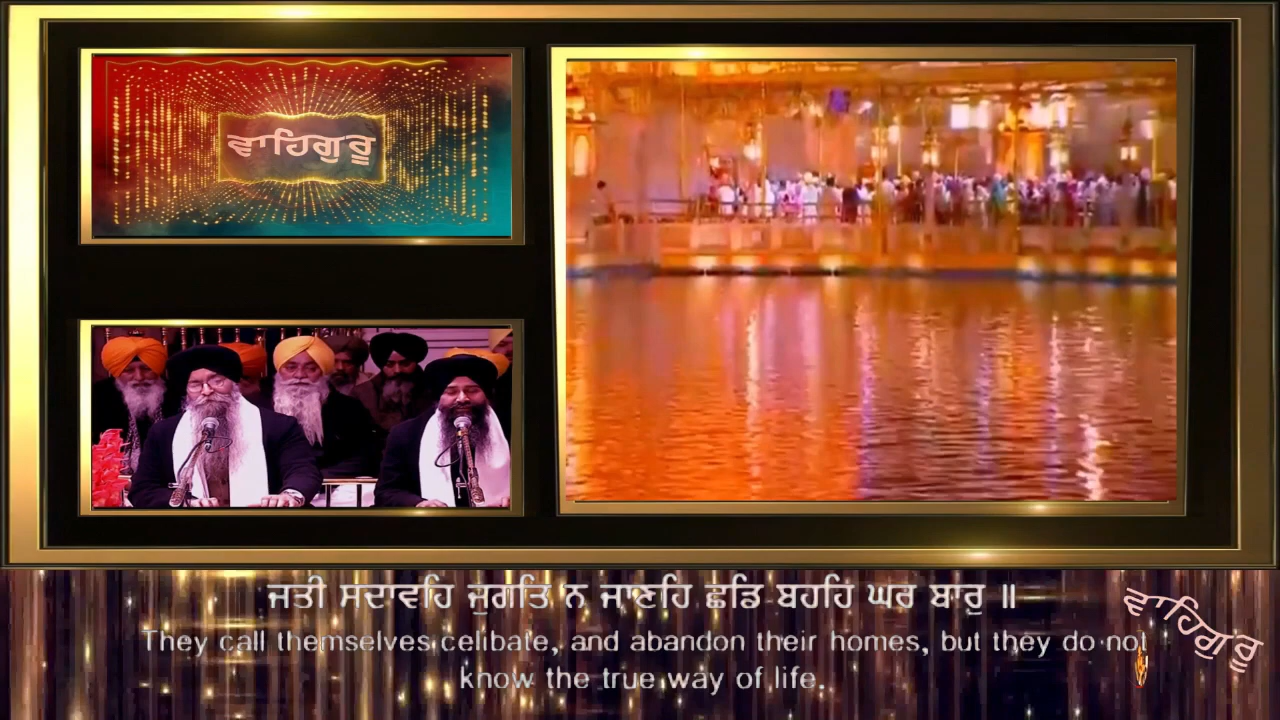 ਵਾਹਿਗੁਰੂ
ਜਤੀ ਸਦਾਵਹਿ ਜੁਗਤਿ ਨ ਜਾਣਹਿ ਛਡਿ ਬਹਹਿ ਘਰ ਬਾਰੁ ॥
They call themselves celibate, and abandon their homes, but they do not
know the true way of life.
ਵਾਹਿਗੁਰੂ